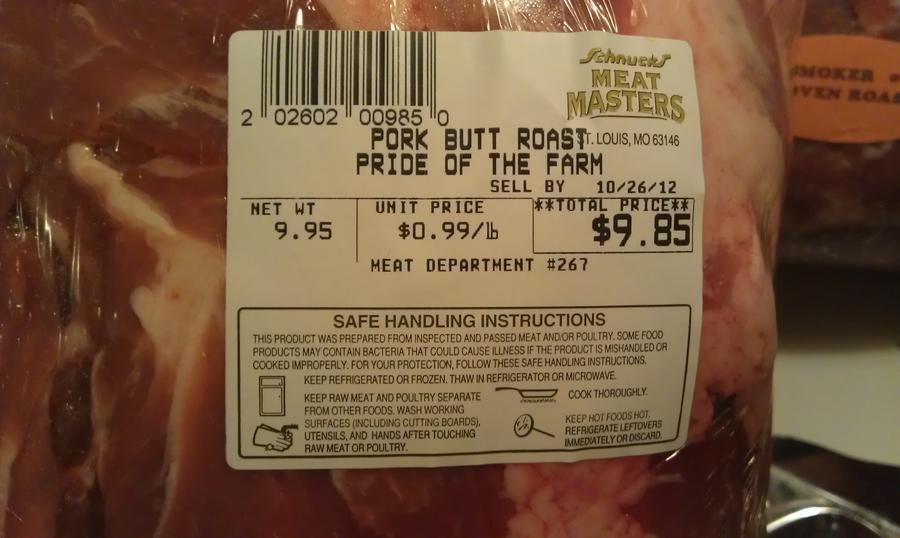 2 02602 00985 0
Schnucks
MEAT
MASTERS
ST. LOUIS, MO 63146
PORK BUTT ROAST
PRIDE OF THE FARM
SELL BY 10/26/12
NET WT
9.95
UNIT PRICE
$0.99/lb
**TOTAL PRICE**
$9.85
MEAT DEPARTMENT #267
SAFE HANDLING INSTRUCTIONS
THIS PRODUCT WAS PREPARED FROM INSPECTED AND PASSED MEAT AND/OR POULTRY. SOME FOOD
PRODUCTS MAY CONTAIN BACTERIA THAT COULD CAUSE ILLNESS IF THE PRODUCT IS MISHANDLED OR
COOKED IMPROPERLY. FOR YOUR PROTECTION, FOLLOW THESE SAFE HANDLING INSTRUCTIONS.
KEEP REFRIGERATED OR FROZEN. THAW IN REFRIGERATOR OR MICROWAVE.
KEEP RAW MEAT AND POULTRY SEPARATE
FROM OTHER FOODS. WASH WORKING
SURFACES (INCLUDING CUTTING BOARDS),
UTENSILS, AND HANDS AFTER TOUCHING
RAW MEAT OR POULTRY.
COOK THOROUGHLY.
KEEP HOT FOODS HOT.
REFRIGERATE LEFTOVERS
IMMEDIATELY OR DISCARD.
SMOKER